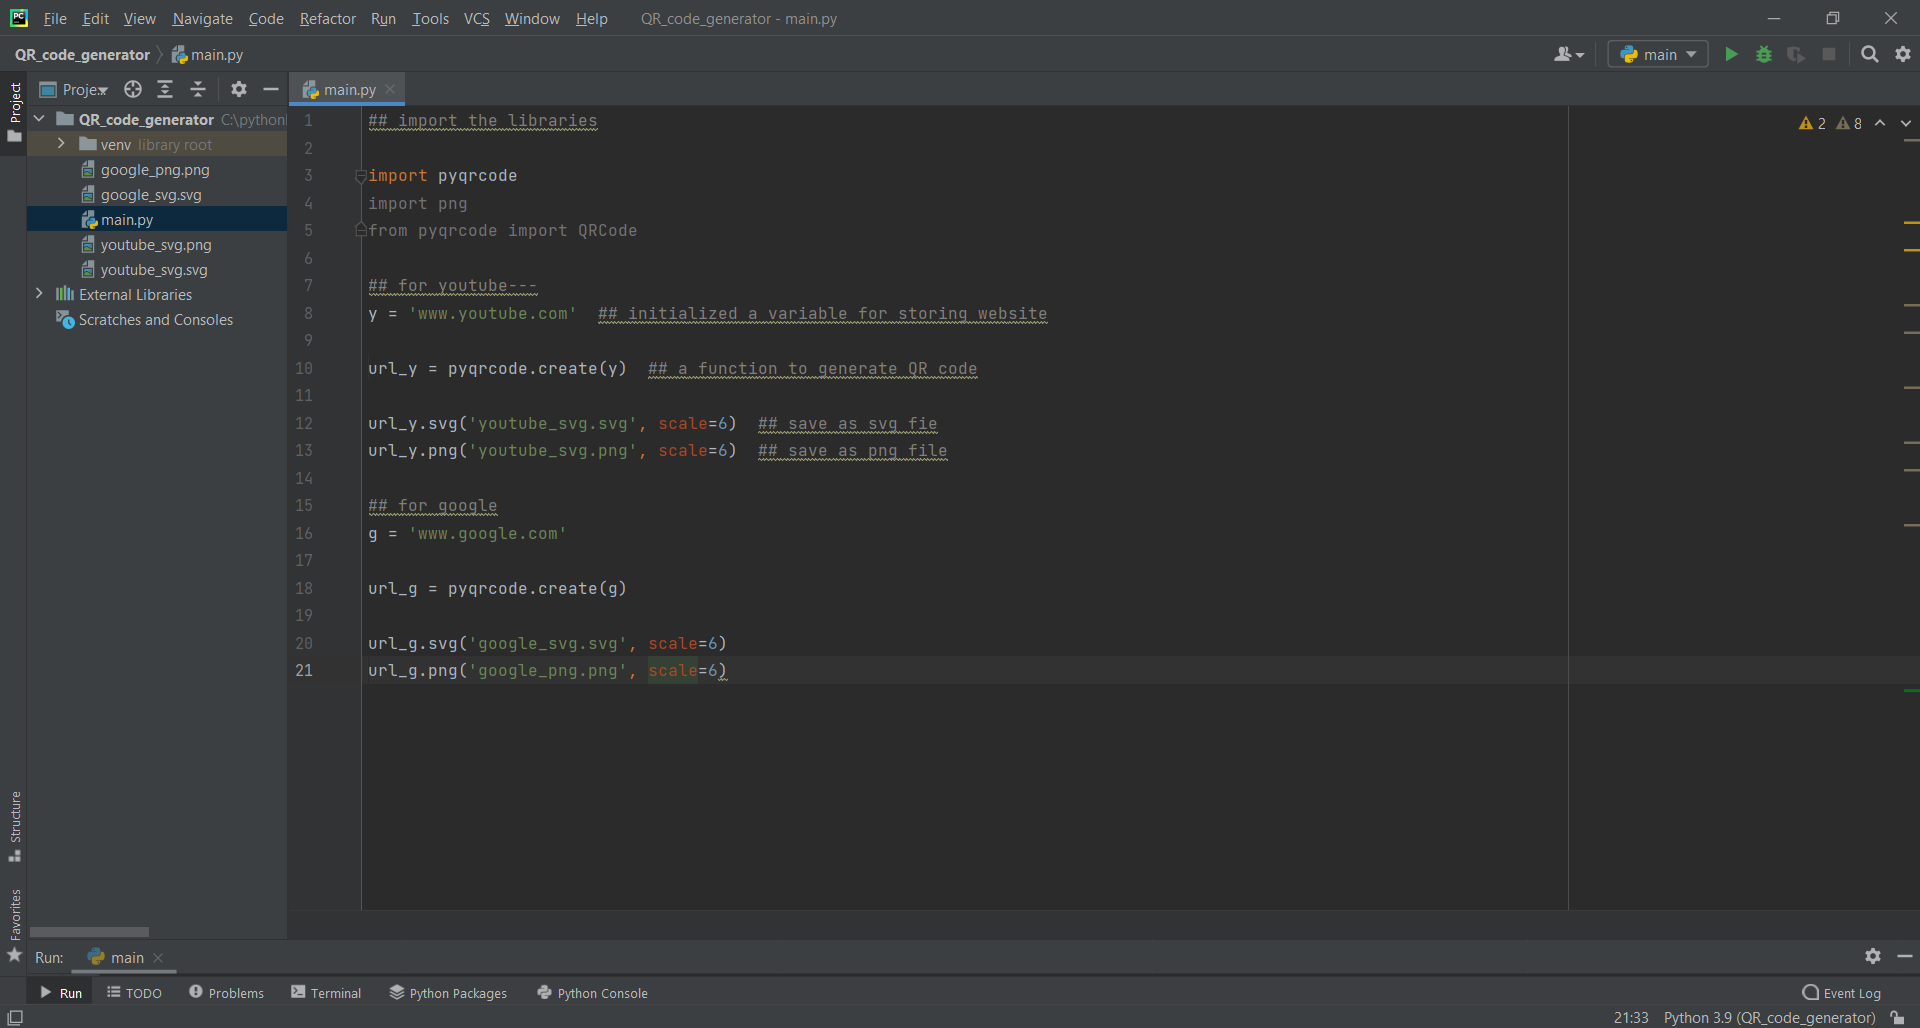 PC File Edit View Navigate Code Refactor Run Tools VCS Window Help QR_code_generator - main.py
QR_code_generator main.py main
Project
Proje
main.py
QR_code_generator C:\python
venv library root
google_png.png
google_svg.svg
main.py
youtube_svg.png
youtube_svg.svg
External Libraries
Scratches and Consoles
2 8
1 ## import the libraries
2
3 import pyqrcode
4 import png
5 from pyqrcode import QRCode
6
7 ## for youtube---
8 y = 'www.youtube.com'  ## initialized a variable for storing website
9
10 url_y = pyqrcode.create(y)  ## a function to generate QR code
11
12 url_y.svg('youtube_svg.svg', scale=6)  ## save as svg fie
13 url_y.png('youtube_svg.png', scale=6)  ## save as png file
14
15 ## for google
16 g = 'www.google.com'
17
18 url_g = pyqrcode.create(g)
19
20 url_g.svg('google_svg.svg', scale=6)
21 url_g.png('google_png.png', scale=6)
Structure
Favorites
Run: main
Run TODO Problems Terminal Python Packages Python Console Event Log
21:33 Python 3.9 (QR_code_generator)